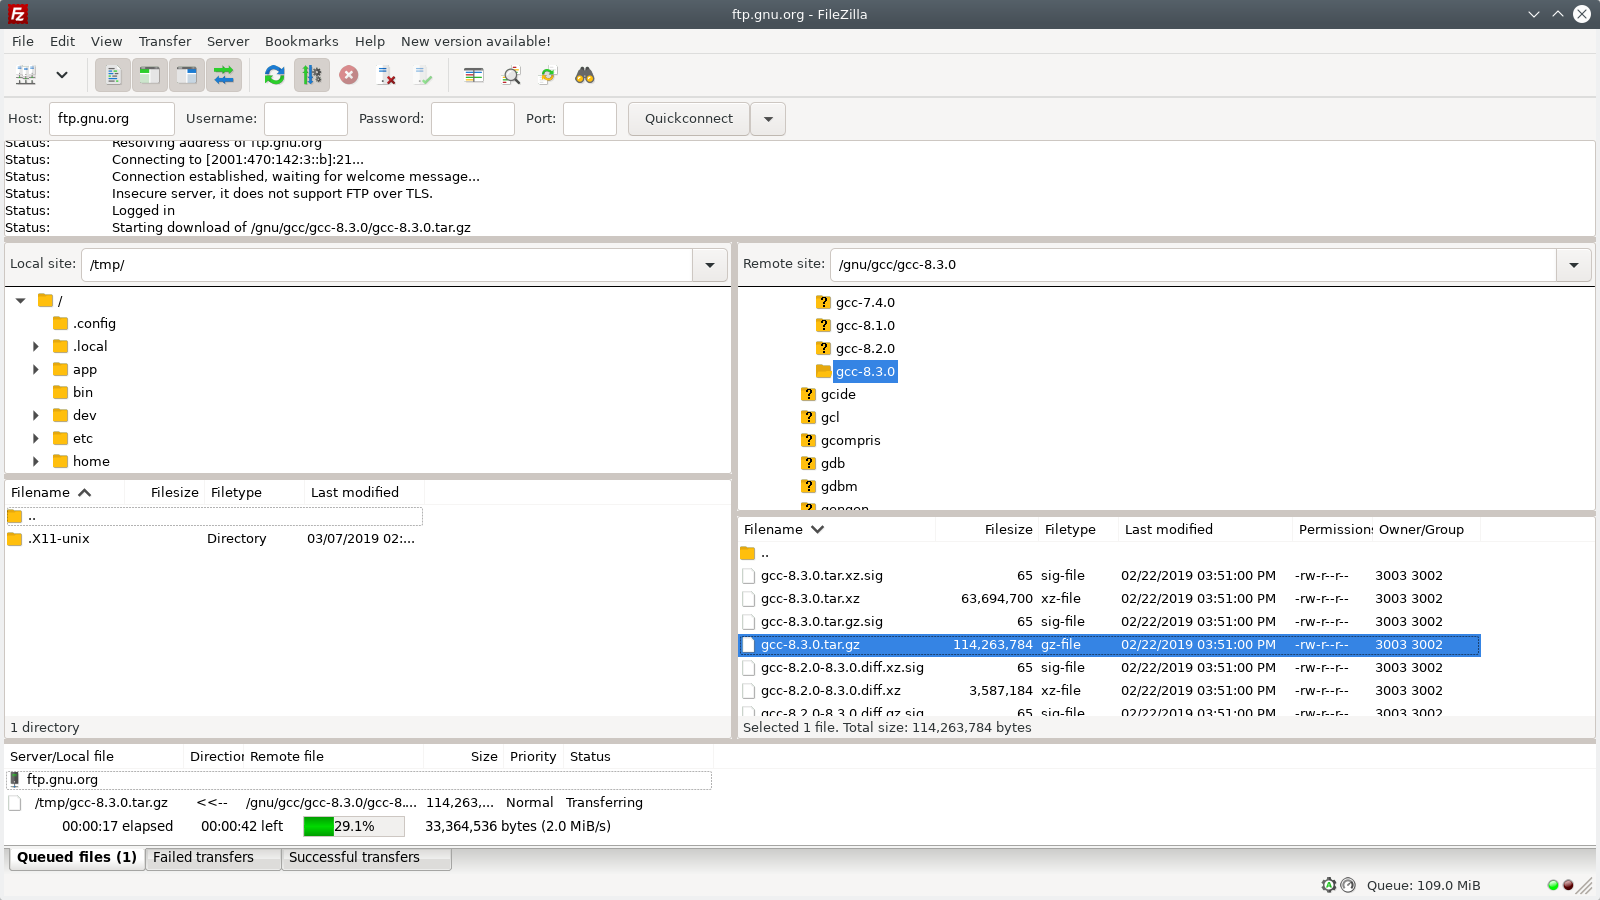 ftp.gnu.org - FileZilla
File Edit View Transfer Server Bookmarks Help New version available!
Host: ftp.gnu.org Username: Password: Port: Quickconnect
Status: Resolving address of ftp.gnu.org
Status: Connecting to [2001:470:142:3::b]:21...
Status: Connection established, waiting for welcome message...
Status: Insecure server, it does not support FTP over TLS.
Status: Logged in
Status: Starting download of /gnu/gcc/gcc-8.3.0/gcc-8.3.0.tar.gz
Local site: /tmp/
/
.config
.local
app
bin
dev
etc
home
Filename Filesize Filetype Last modified
..
.X11-unix Directory 03/07/2019 02:...
1 directory
Remote site: /gnu/gcc/gcc-8.3.0
? gcc-7.4.0
? gcc-8.1.0
? gcc-8.2.0
gcc-8.3.0
? gcide
? gcl
? gcompris
? gdb
? gdbm
? gengen
Filename Filesize Filetype Last modified Permissions Owner/Group
..
gcc-8.3.0.tar.xz.sig 65 sig-file 02/22/2019 03:51:00 PM -rw-r--r-- 3003 3002
gcc-8.3.0.tar.xz 63,694,700 xz-file 02/22/2019 03:51:00 PM -rw-r--r-- 3003 3002
gcc-8.3.0.tar.gz.sig 65 sig-file 02/22/2019 03:51:00 PM -rw-r--r-- 3003 3002
gcc-8.3.0.tar.gz 114,263,784 gz-file 02/22/2019 03:51:00 PM -rw-r--r-- 3003 3002
gcc-8.2.0-8.3.0.diff.xz.sig 65 sig-file 02/22/2019 03:51:00 PM -rw-r--r-- 3003 3002
gcc-8.2.0-8.3.0.diff.xz 3,587,184 xz-file 02/22/2019 03:51:00 PM -rw-r--r-- 3003 3002
gcc-8.2.0-8.3.0.diff.gz.sig 65 sig-file 02/22/2019 03:51:00 PM -rw-r--r-- 3003 3002
Selected 1 file. Total size: 114,263,784 bytes
Server/Local file Direction Remote file Size Priority Status
ftp.gnu.org
/tmp/gcc-8.3.0.tar.gz <<-- /gnu/gcc/gcc-8.3.0/gcc-8.... 114,263,... Normal Transferring
00:00:17 elapsed 00:00:42 left 29.1% 33,364,536 bytes (2.0 MiB/s)
Queued files (1) Failed transfers Successful transfers
Queue: 109.0 MiB